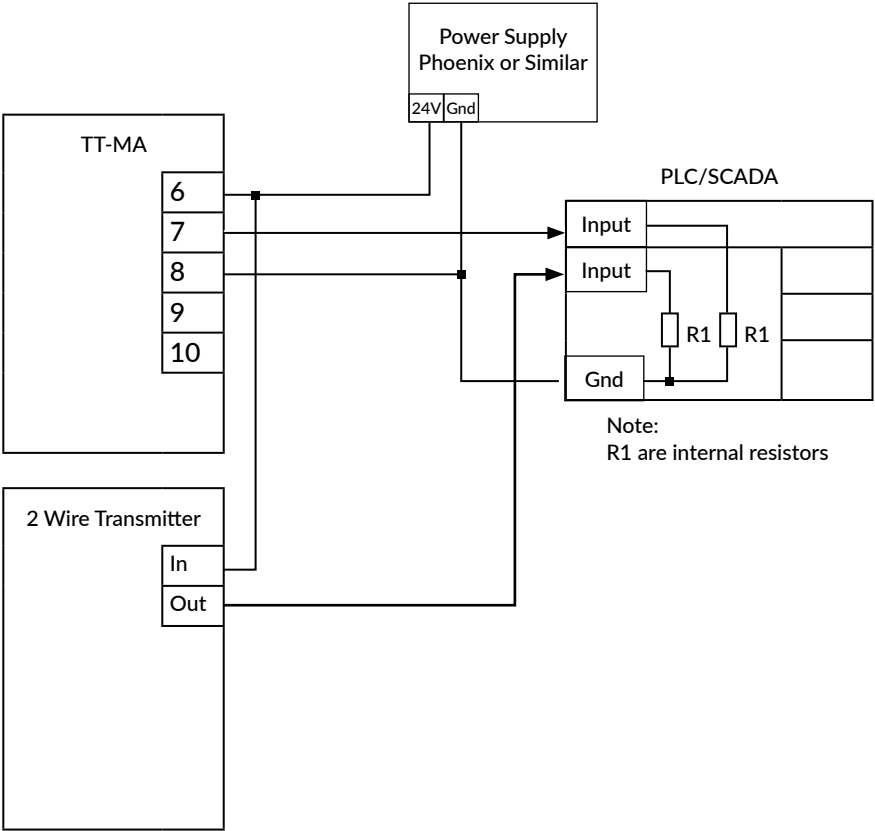 Power Supply
Phoenix or Similar
24V Gnd
TT-MA
6
7
8
9
10
PLC/SCADA
Input
Input
R1 R1
Gnd
Note:
R1 are internal resistors
2 Wire Transmitter
In
Out